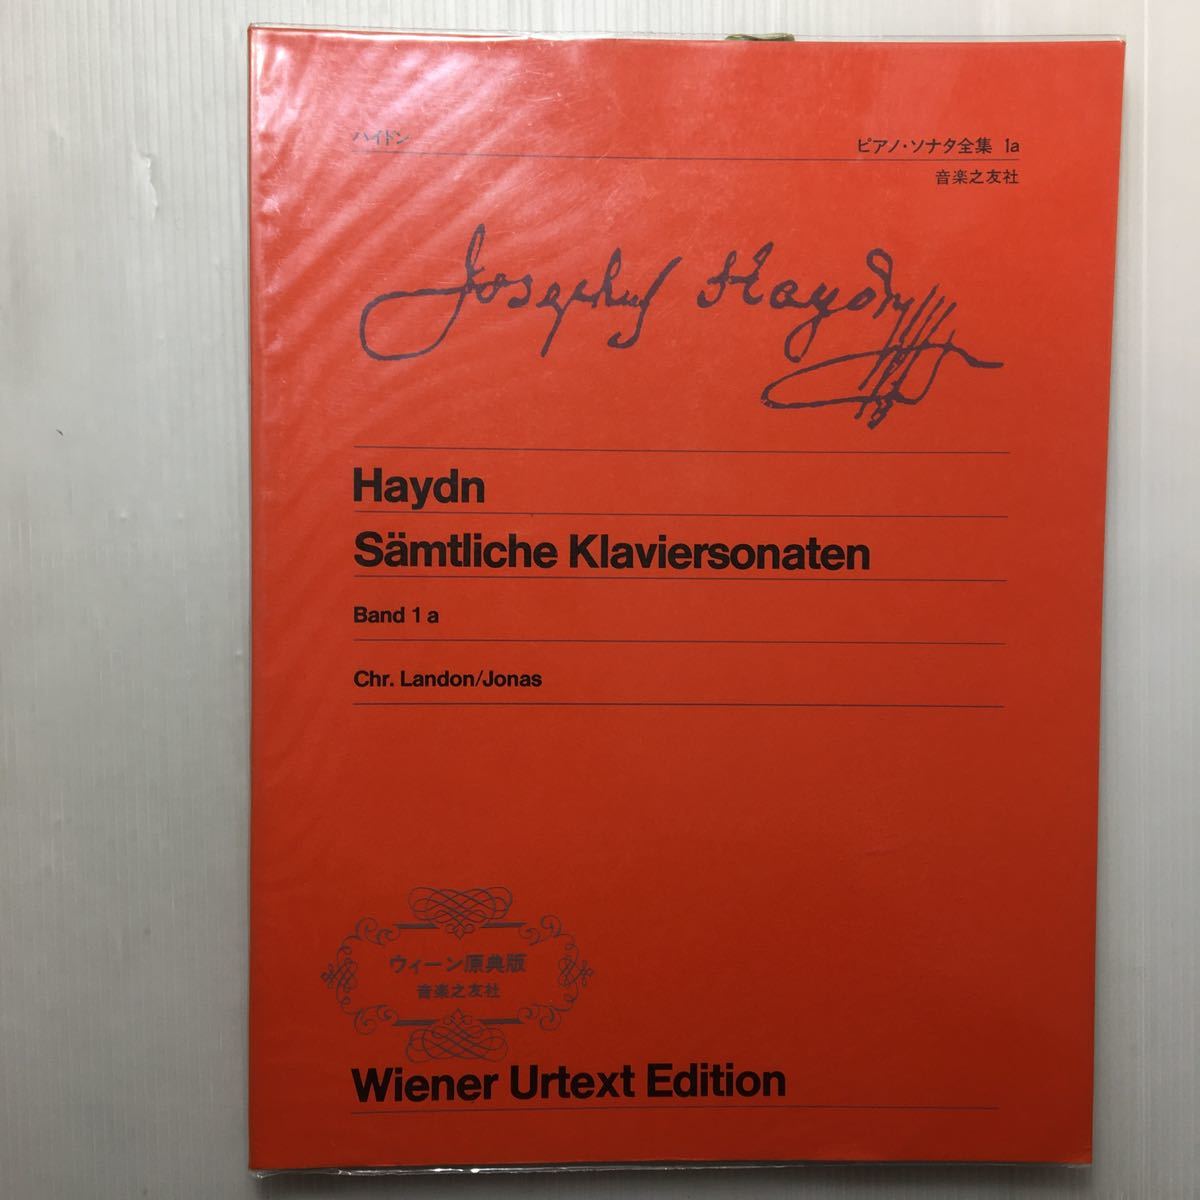 ハイドン
ピアノ・ソナタ全集 1a
音楽之友社
Josephus Haydn
Haydn
Sämtliche Klaviersonaten
Band 1 a
Chr. Landon/Jonas
ウィーン原典版
音楽之友社
Wiener Urtext Edition